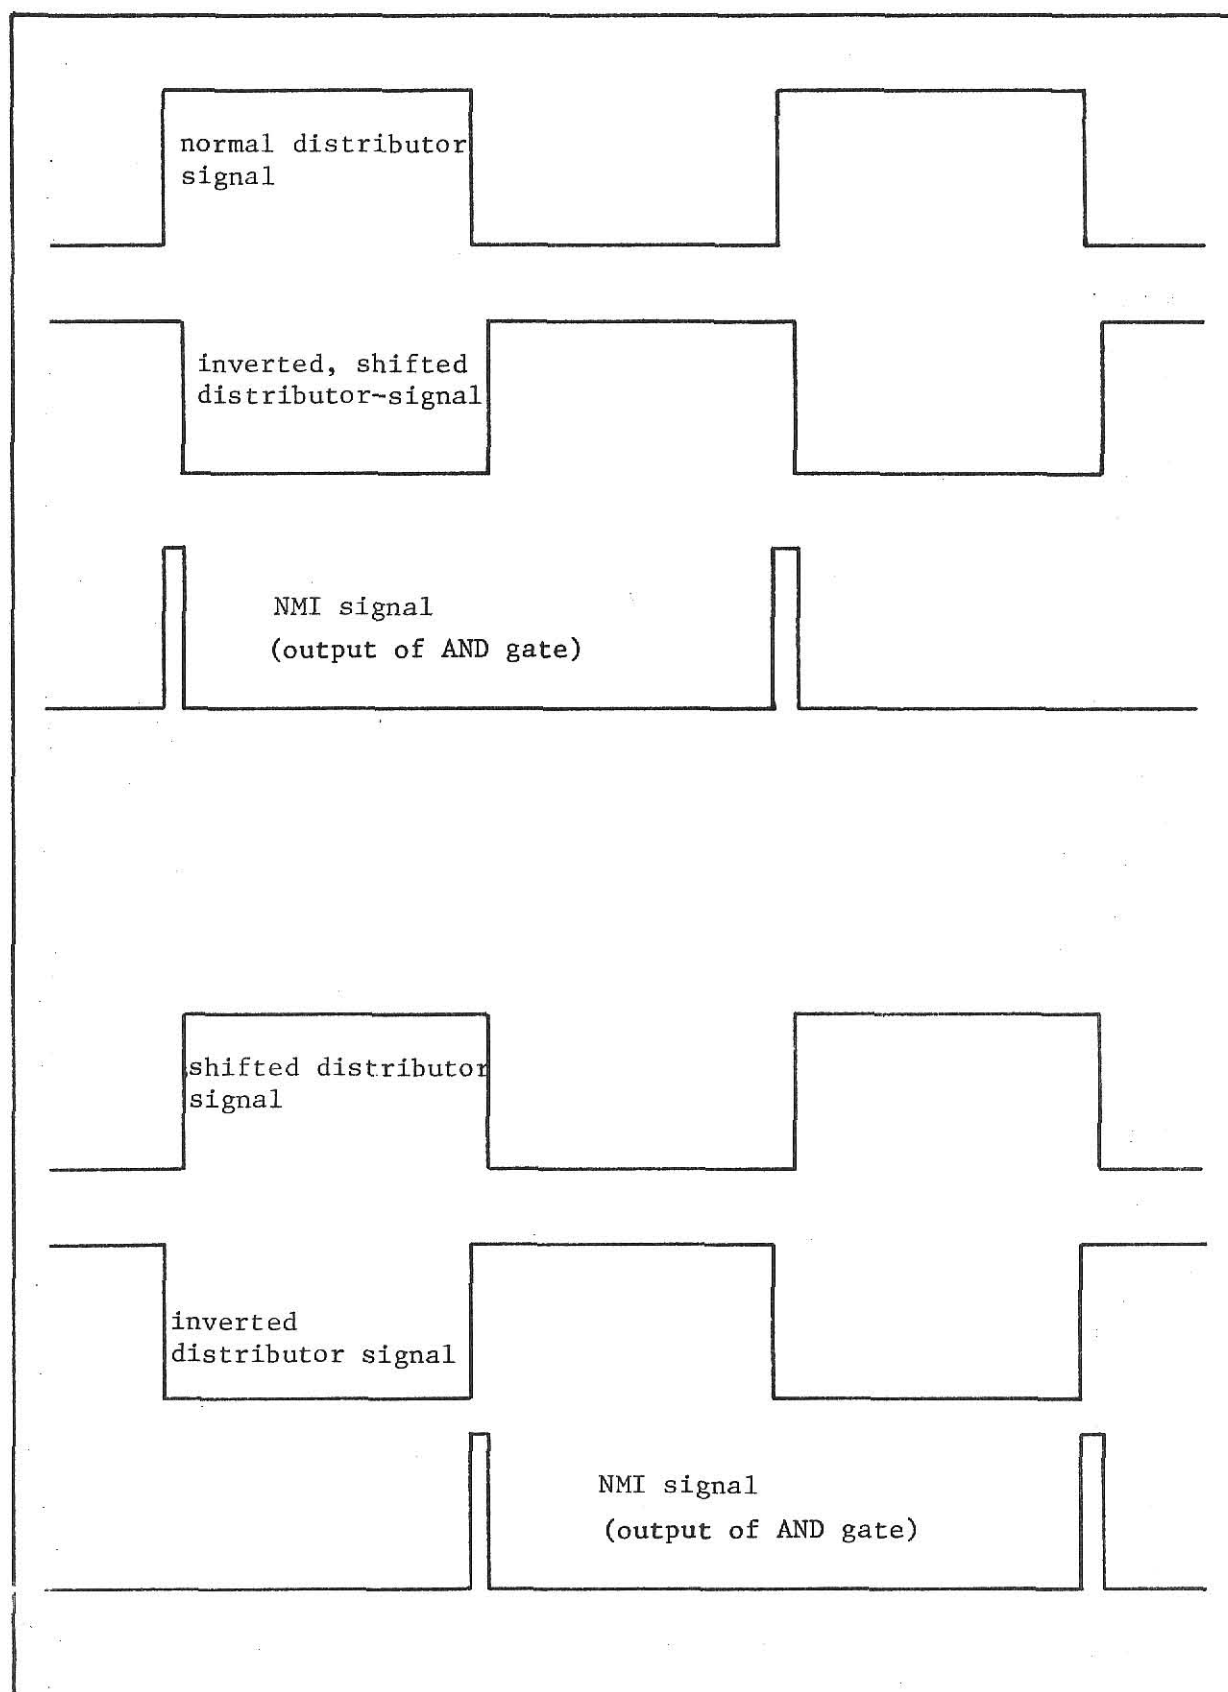 normal distributor
signal
inverted, shifted
distributor-signal
NMI signal
(output of AND gate)
shifted distributor
signal
inverted
distributor signal
NMI signal
(output of AND gate)